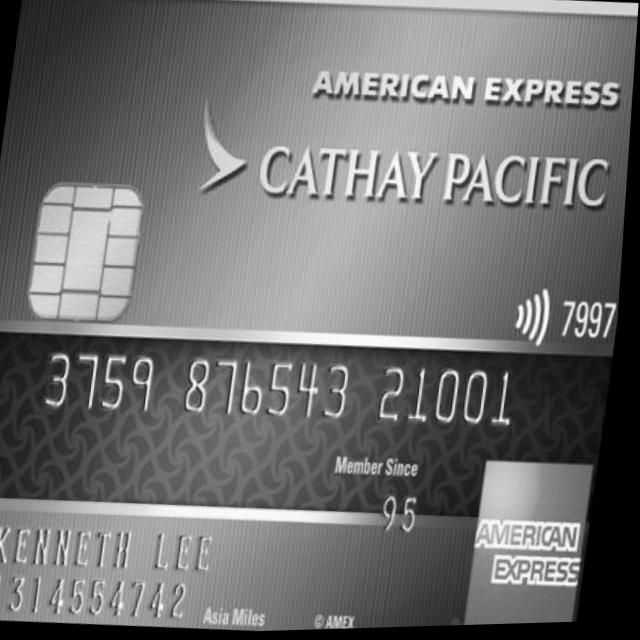 AMERICAN EXPRESS
CATHAY PACIFIC
7997
3759 876543 21001
Member Since
95
KENNETH LEE
1314554742 Asia Miles © AMEX
AMERICAN
EXPRESS